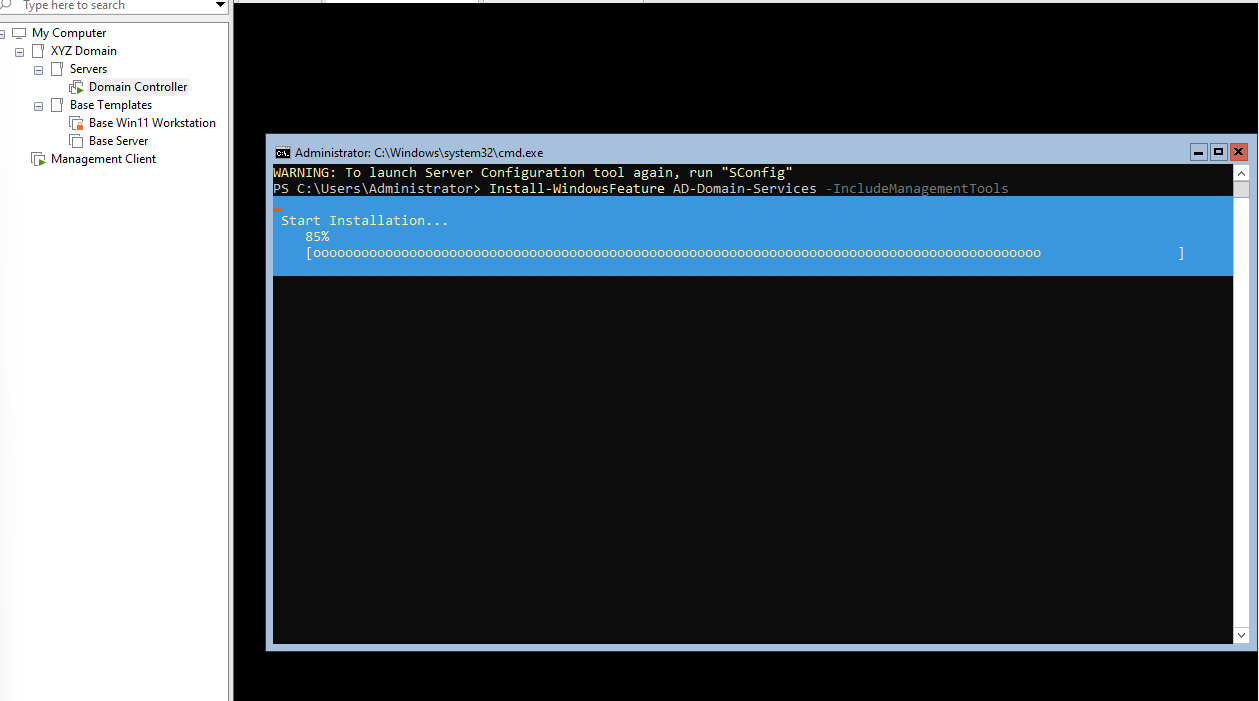 Type here to search
My Computer
XYZ Domain
Servers
Domain Controller
Base Templates
Base Win11 Workstation
Base Server
Management Client
Administrator: C:\Windows\system32\cmd.exe
WARNING: To launch Server Configuration tool again, run "SConfig"
PS C:\Users\Administrator> Install-WindowsFeature AD-Domain-Services -IncludeManagementTools
Start Installation...
85%
[ooooooooooooooooooooooooooooooooooooooooooooooooooooooooooooooooooooooooooooooooooooooooooo                 ]